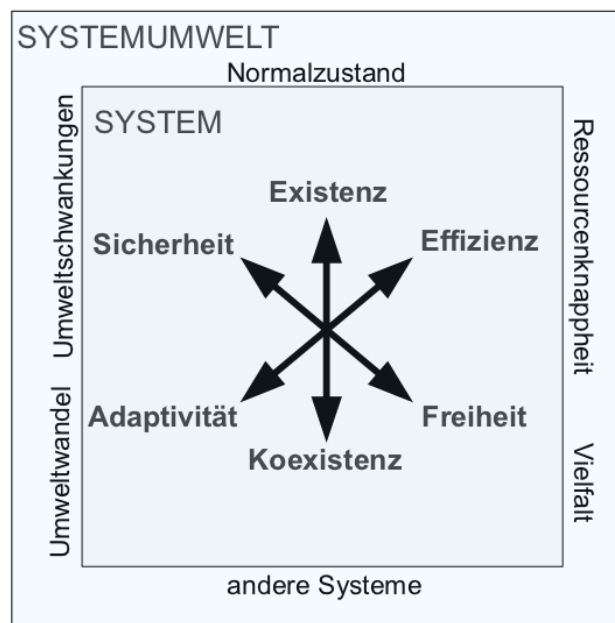 SYSTEMUMWELT
Normalzustand
SYSTEM
Umweltschwankungen
Ressourcenknappheit
Existenz
Sicherheit
Effizienz
Adaptivität
Freiheit
Koexistenz
Umweltwandel
Vielfalt
andere Systeme